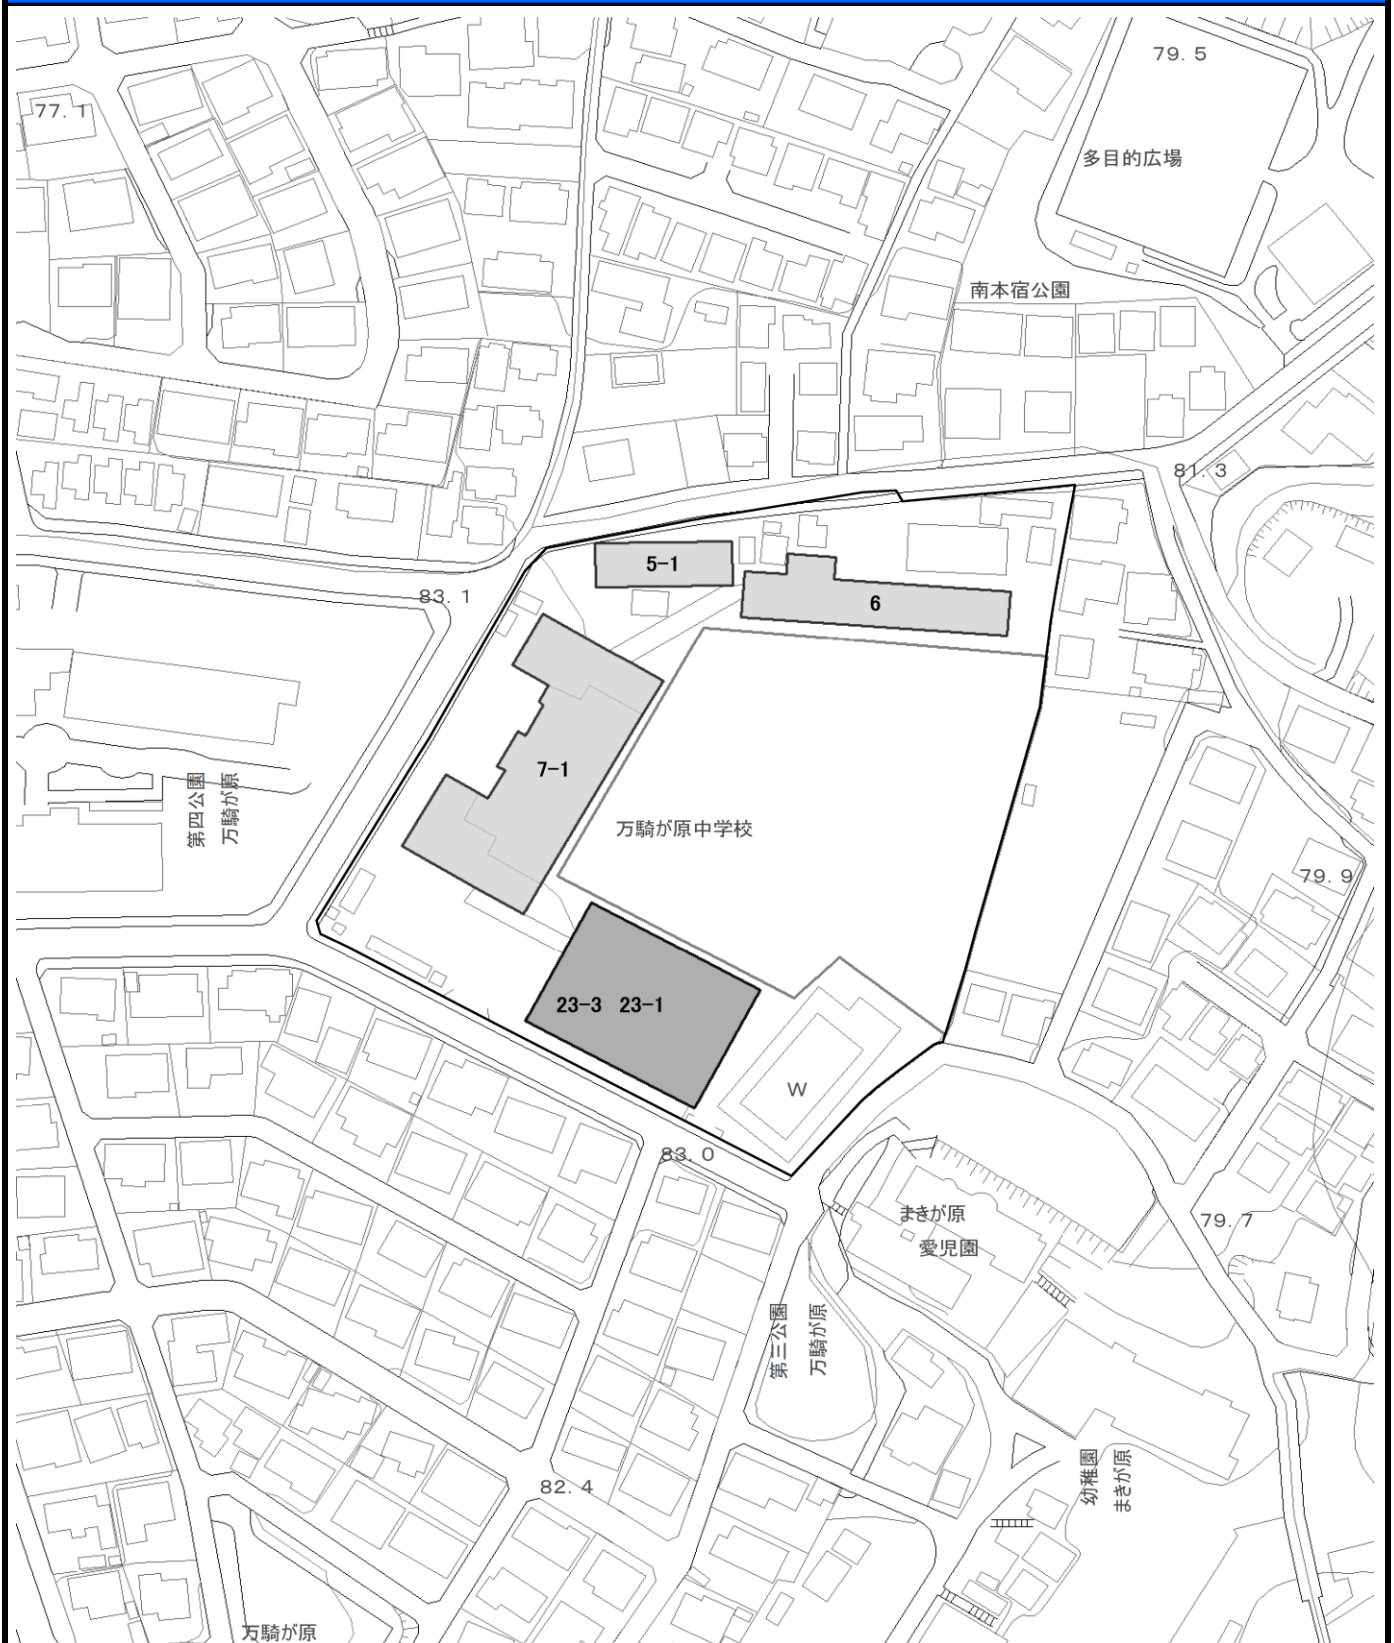 79.5
77.1
多目的広場
南本宿公園
81.3
5-1
83.1
6
7-1
万騎が原
第四公園
万騎が原中学校
79.9
23-3 23-1
W
83.0
まきが原
愛児園
79.7
万騎が原
第三公園
まきが原
幼稚園
82.4
万騎が原